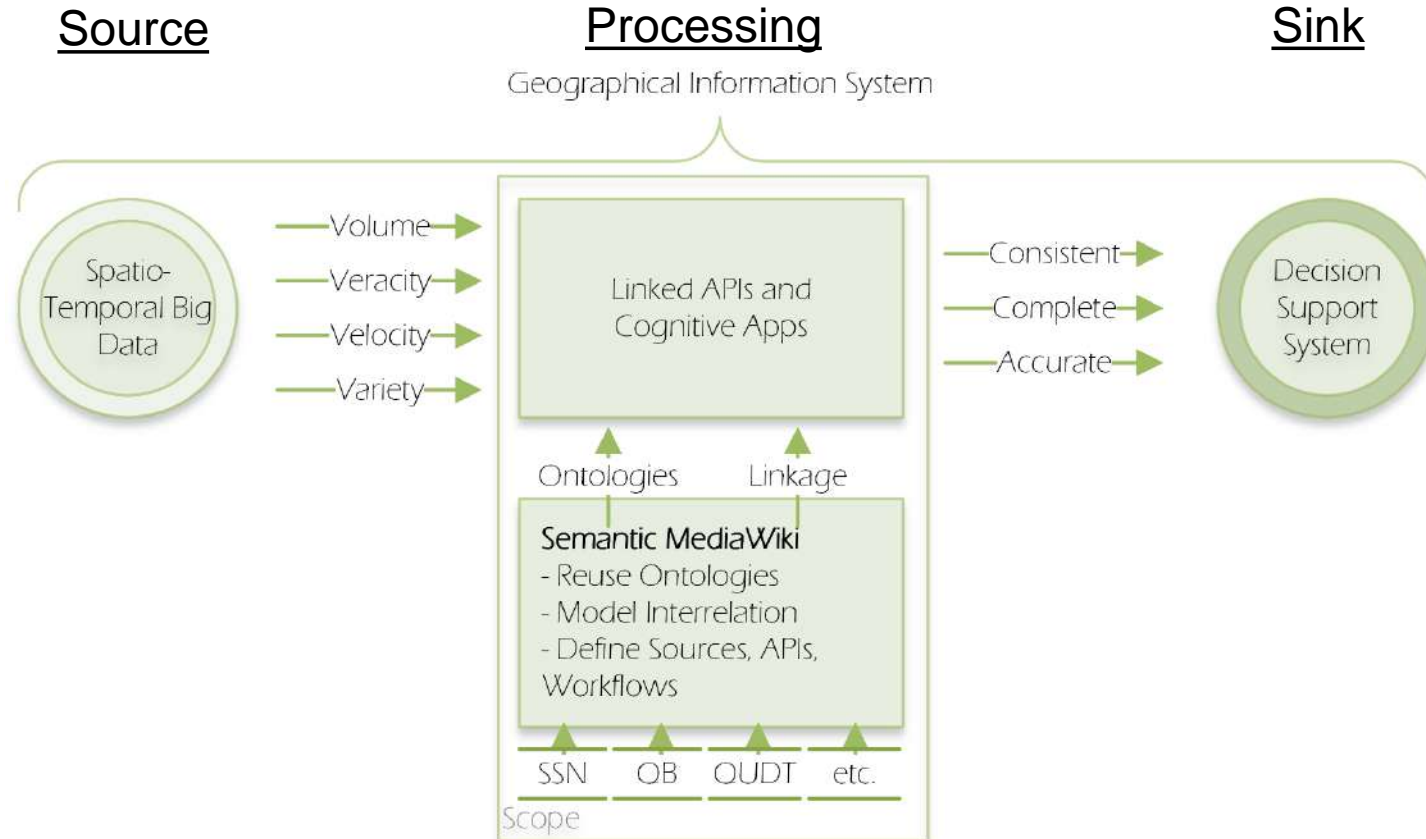 Source
Processing
Sink
Geographical Information System
Spatio-
Temporal Big
Data
Volume
Veracity
Velocity
Variety
Linked APIs and
Cognitive Apps
Consistent
Complete
Accurate
Decision
Support
System
Ontologies
Linkage
Semantic MediaWiki
- Reuse Ontologies
- Model Interrelation
- Define Sources, APIs,
Workflows
SSN
QB
QUDT
etc.
Scope